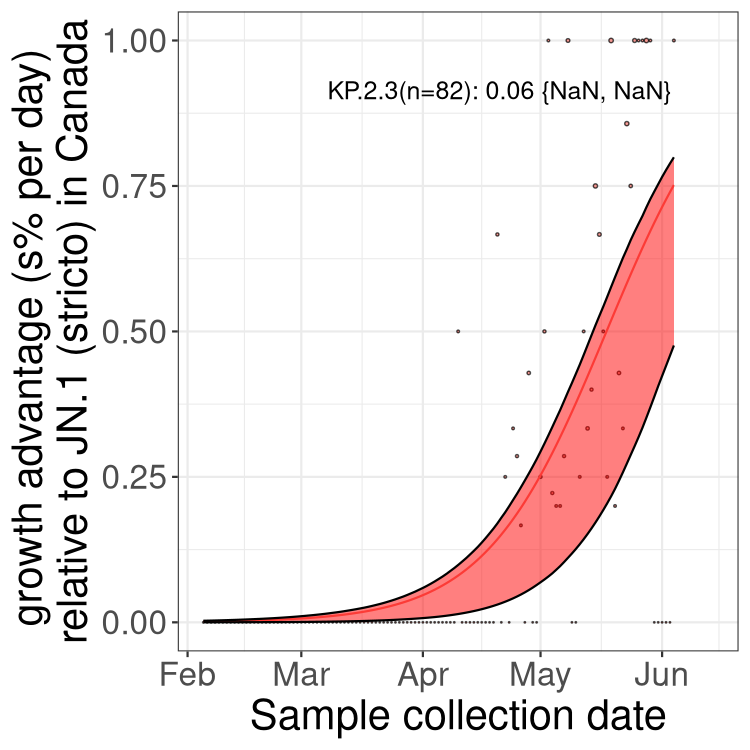 growth advantage (s% per day)
relative to JN.1 (stricto) in Canada
1.00
0.75
0.50
0.25
0.00
KP.2.3(n=82): 0.06 {NaN, NaN}
Feb
Mar
Apr
May
Jun
Sample collection date